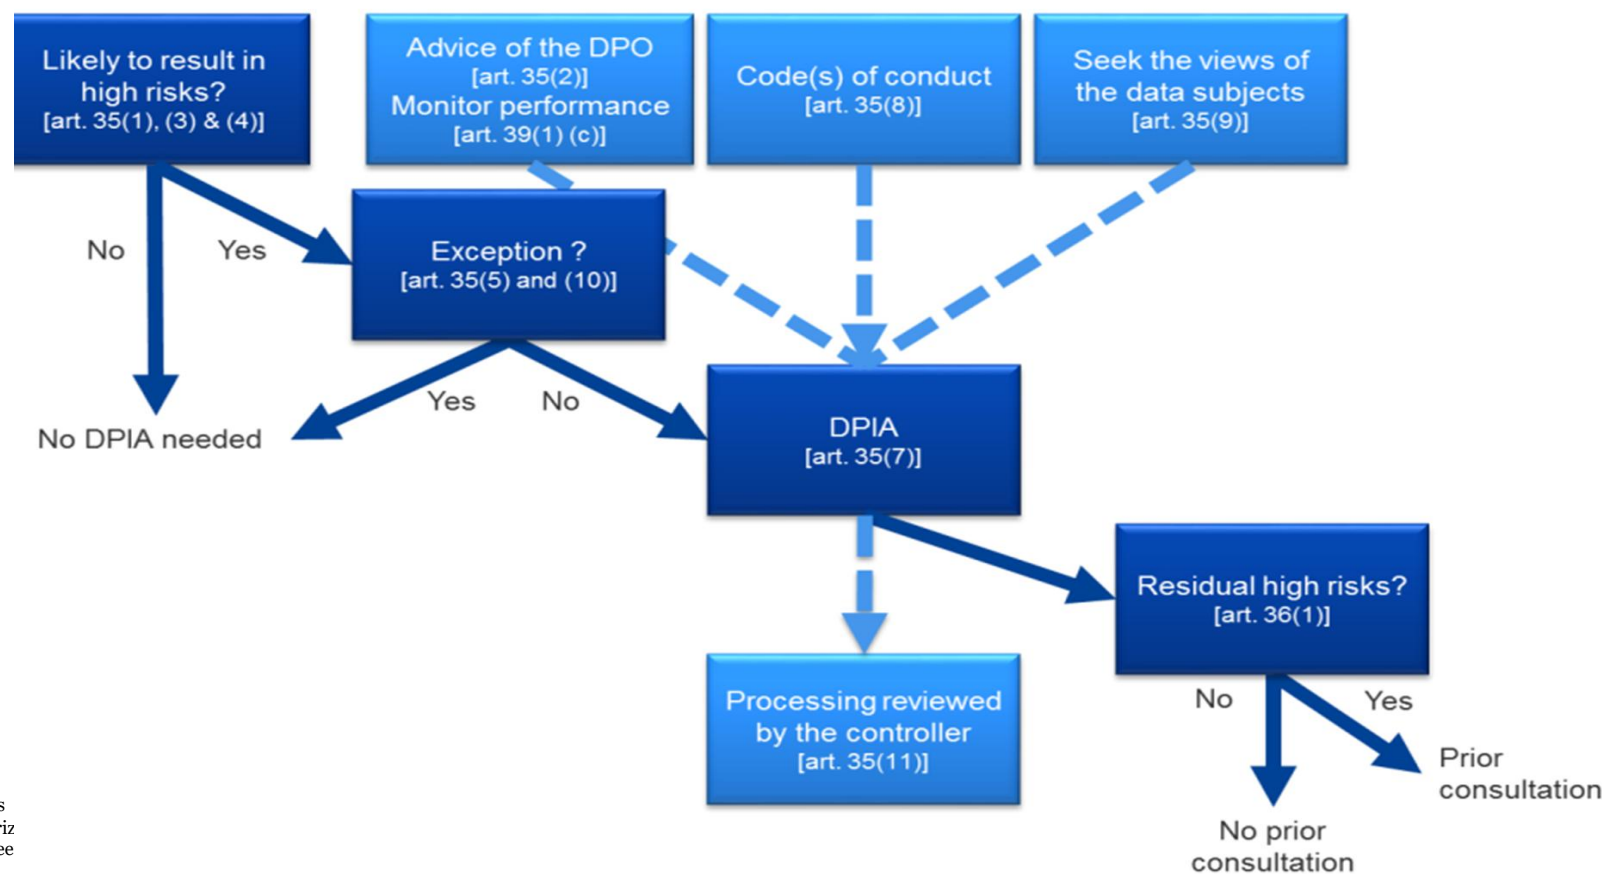 Likely to result in
high risks?
[art. 35(1), (3) & (4)]
Advice of the DPO
[art. 35(2)]
Monitor performance
[art. 39(1) (c)]
Code(s) of conduct
[art. 35(8)]
Seek the views of
the data subjects
[art. 35(9)]
No
Yes
Exception ?
[art. 35(5) and (10)]
Yes
No
No DPIA needed
DPIA
[art. 35(7)]
Residual high risks?
[art. 36(1)]
No
Yes
Processing reviewed
by the controller
[art. 35(11)]
Prior
consultation
No prior
consultation